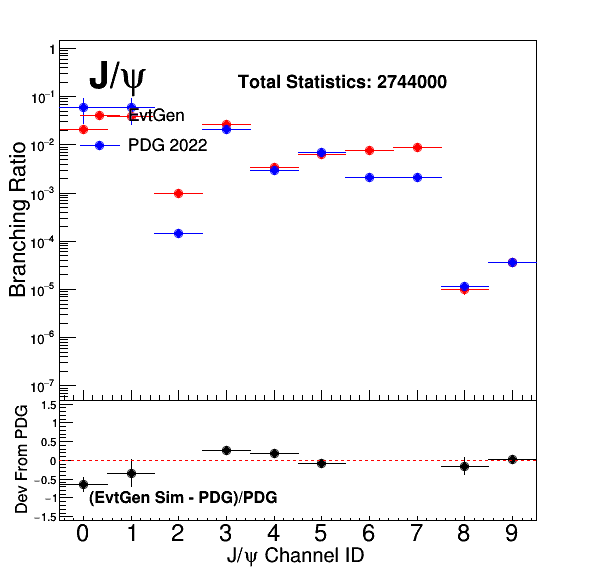 J/ψ
Total Statistics: 2744000
EvtGen
PDG 2022
Branching Ratio
1
10⁻¹
10⁻²
10⁻³
10⁻⁴
10⁻⁵
10⁻⁶
10⁻⁷
Dev From PDG
1.5
1
0.5
0
−0.5
−1
−1.5
(EvtGen Sim - PDG)/PDG
0 1 2 3 4 5 6 7 8 9
J/ψ Channel ID